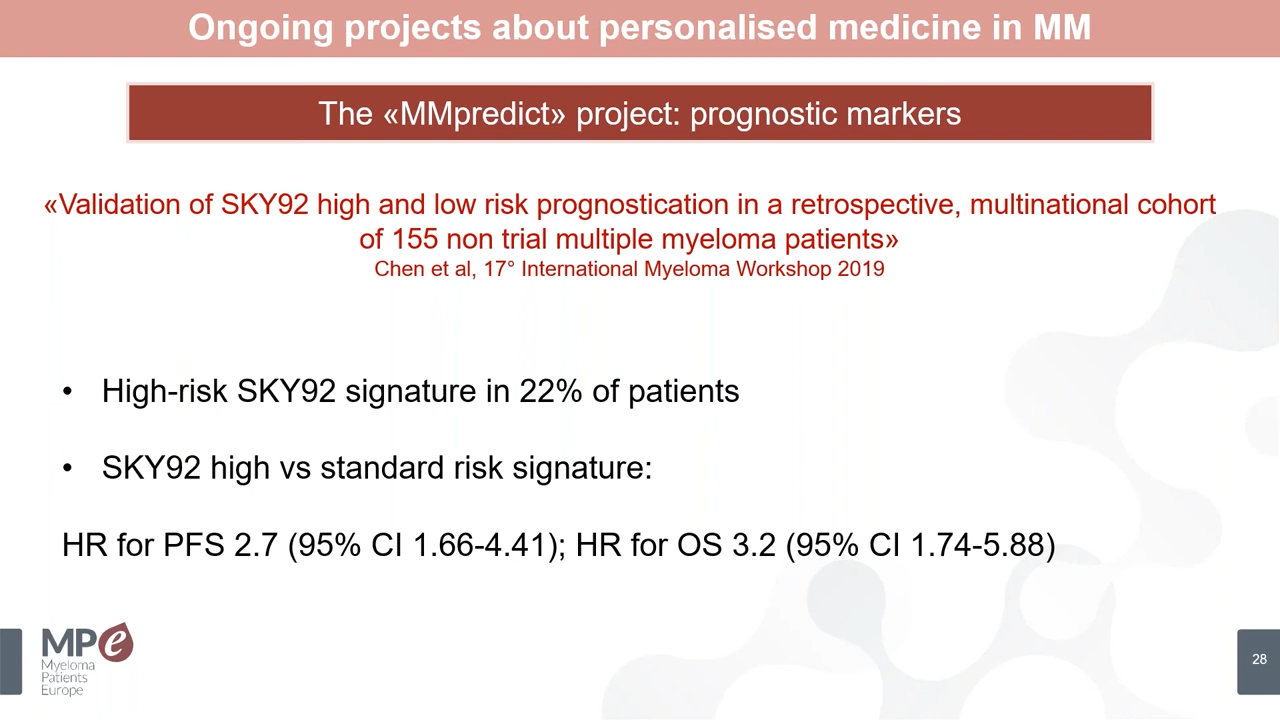 Ongoing projects about personalised medicine in MM
The «MMpredict» project: prognostic markers
«Validation of SKY92 high and low risk prognostication in a retrospective, multinational cohort
of 155 non trial multiple myeloma patients»
Chen et al, 17° International Myeloma Workshop 2019
• High-risk SKY92 signature in 22% of patients
• SKY92 high vs standard risk signature:
HR for PFS 2.7 (95% CI 1.66-4.41); HR for OS 3.2 (95% CI 1.74-5.88)
MPe
Myeloma
Patients
Europe
28